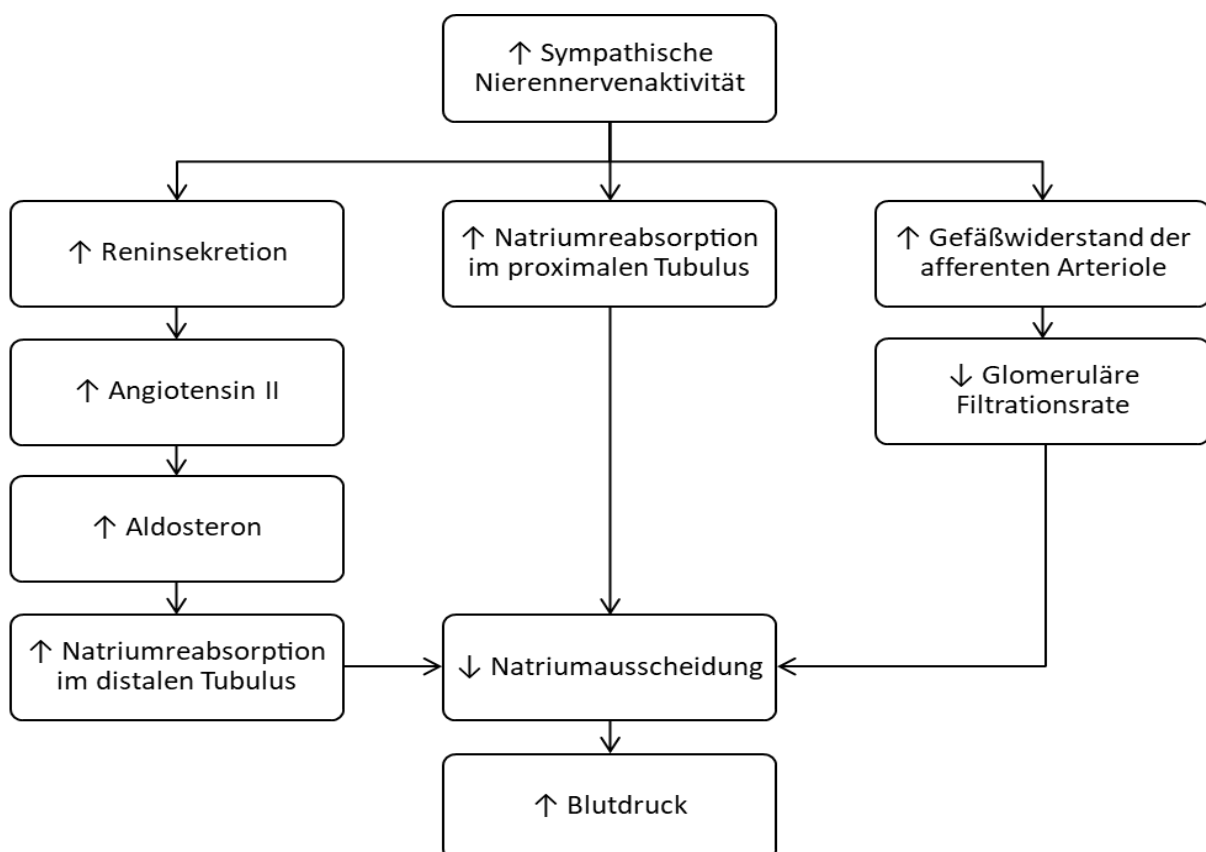 ↑ Sympathische
Nierennervenaktivität
↑ Reninsekretion
↑ Natriumreabsorption
im proximalen Tubulus
↑ Gefäßwiderstand der
afferenten Arteriole
↑ Angiotensin II
↓ Glomeruläre
Filtrationsrate
↑ Aldosteron
↑ Natriumreabsorption
im distalen Tubulus
↓ Natriumausscheidung
↑ Blutdruck